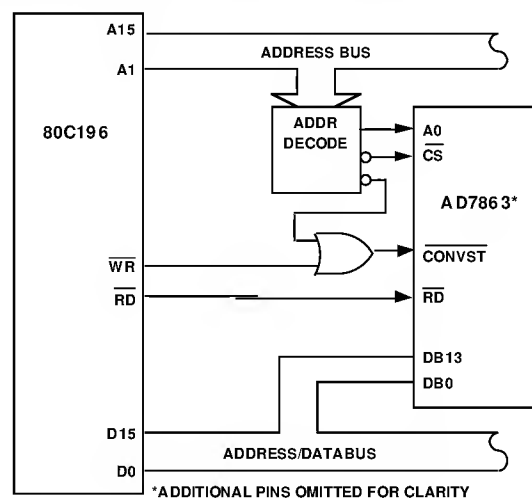 A15
ADDRESS BUS
A1
80C196
ADDR
DECODE
A0
CS
AD7863*
WR
CONVST
RD
RD
DB13
DB0
D15
ADDRESS/DATABUS
D0
*ADDITIONAL PINS OMITTED FOR CLARITY